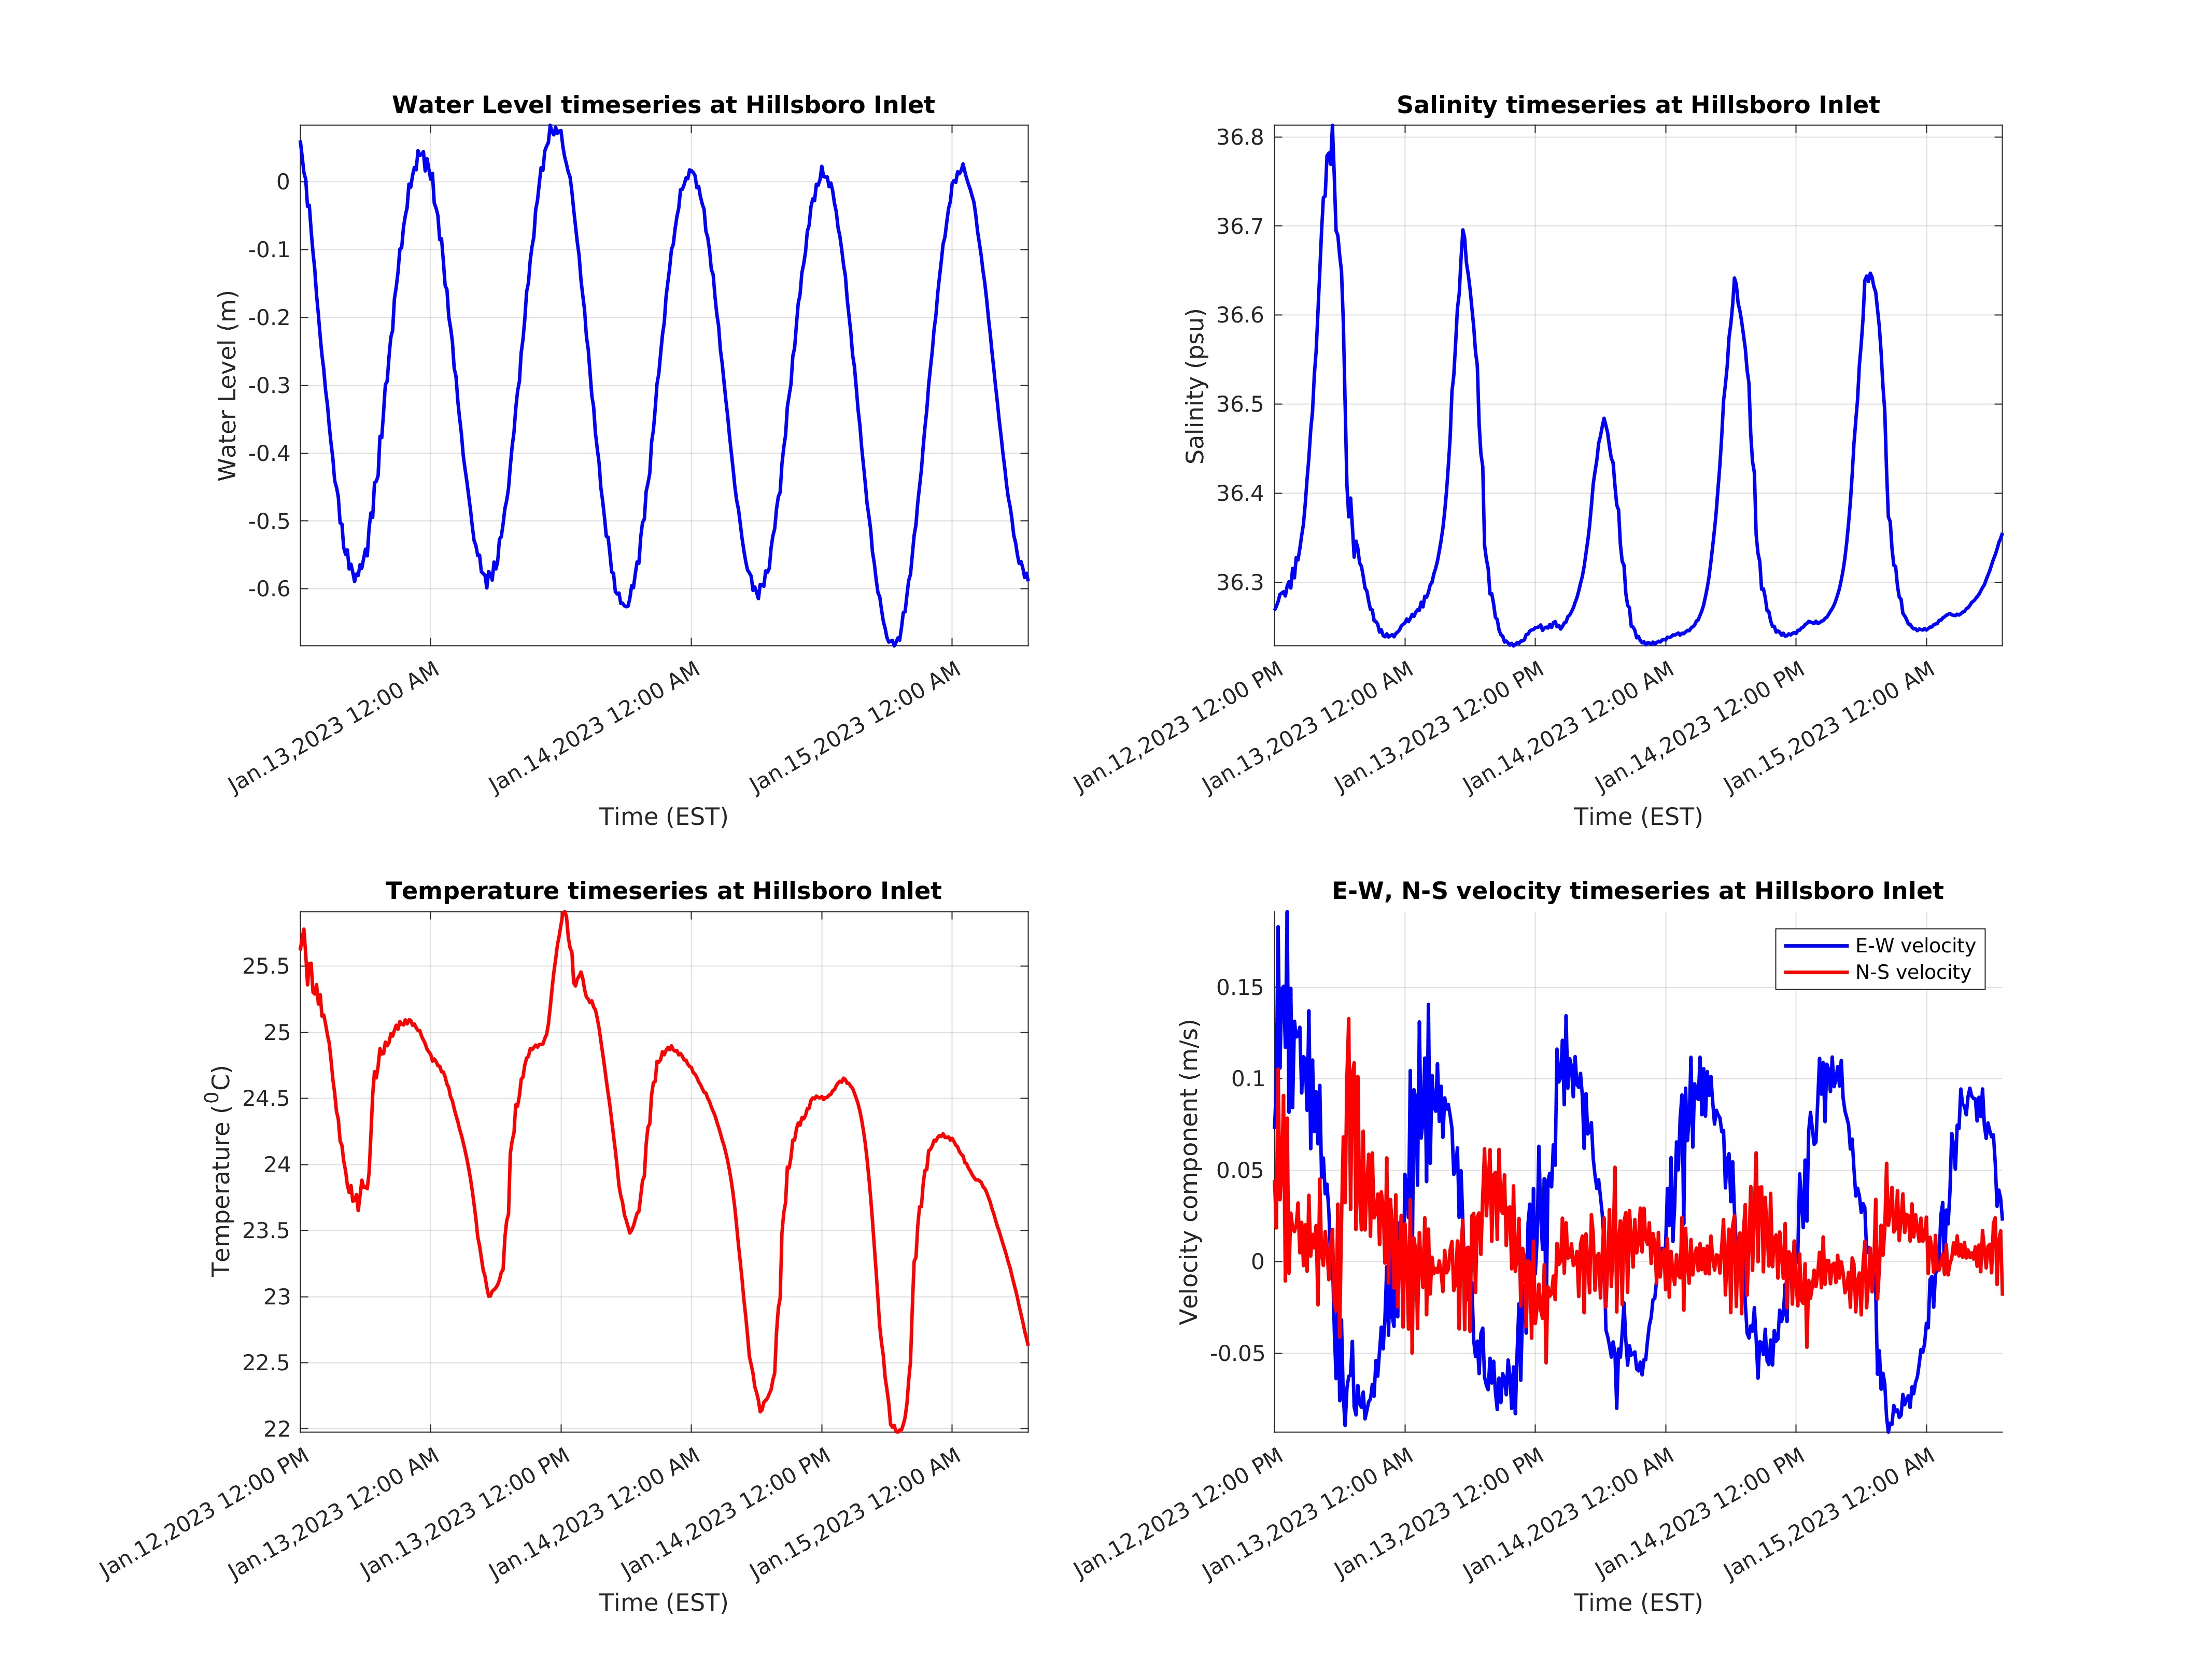 Water Level timeseries at Hillsboro Inlet
Water Level (m)
0
-0.1
-0.2
-0.3
-0.4
-0.5
-0.6
Jan.13,2023 12:00 AM
Jan.14,2023 12:00 AM
Jan.15,2023 12:00 AM
Time (EST)
Salinity timeseries at Hillsboro Inlet
Salinity (psu)
36.8
36.7
36.6
36.5
36.4
36.3
Jan.12,2023 12:00 PM
Jan.13,2023 12:00 AM
Jan.13,2023 12:00 PM
Jan.14,2023 12:00 AM
Jan.14,2023 12:00 PM
Jan.15,2023 12:00 AM
Time (EST)
Temperature timeseries at Hillsboro Inlet
Temperature (⁰C)
25.5
25
24.5
24
23.5
23
22.5
22
Jan.12,2023 12:00 PM
Jan.13,2023 12:00 AM
Jan.13,2023 12:00 PM
Jan.14,2023 12:00 AM
Jan.14,2023 12:00 PM
Jan.15,2023 12:00 AM
Time (EST)
E-W, N-S velocity timeseries at Hillsboro Inlet
E-W velocity
N-S velocity
Velocity component (m/s)
0.15
0.1
0.05
0
-0.05
Jan.12,2023 12:00 PM
Jan.13,2023 12:00 AM
Jan.13,2023 12:00 PM
Jan.14,2023 12:00 AM
Jan.14,2023 12:00 PM
Jan.15,2023 12:00 AM
Time (EST)